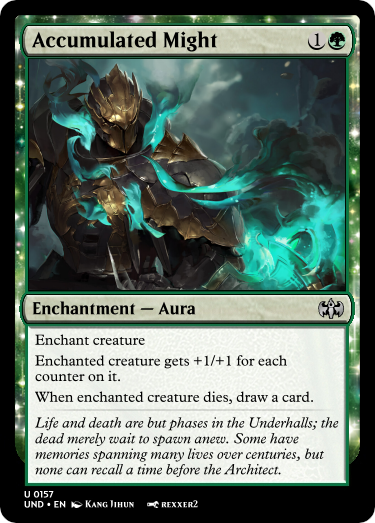 Accumulated Might 1
Enchantment — Aura
Enchant creature
Enchanted creature gets +1/+1 for each
counter on it.
When enchanted creature dies, draw a card.
Life and death are but phases in the Underhalls; the
dead merely wait to spawn anew. Some have
memories spanning many lives over centuries, but
none can recall a time before the Architect.
U 0157
UND • EN Kang Jihun rexxer2